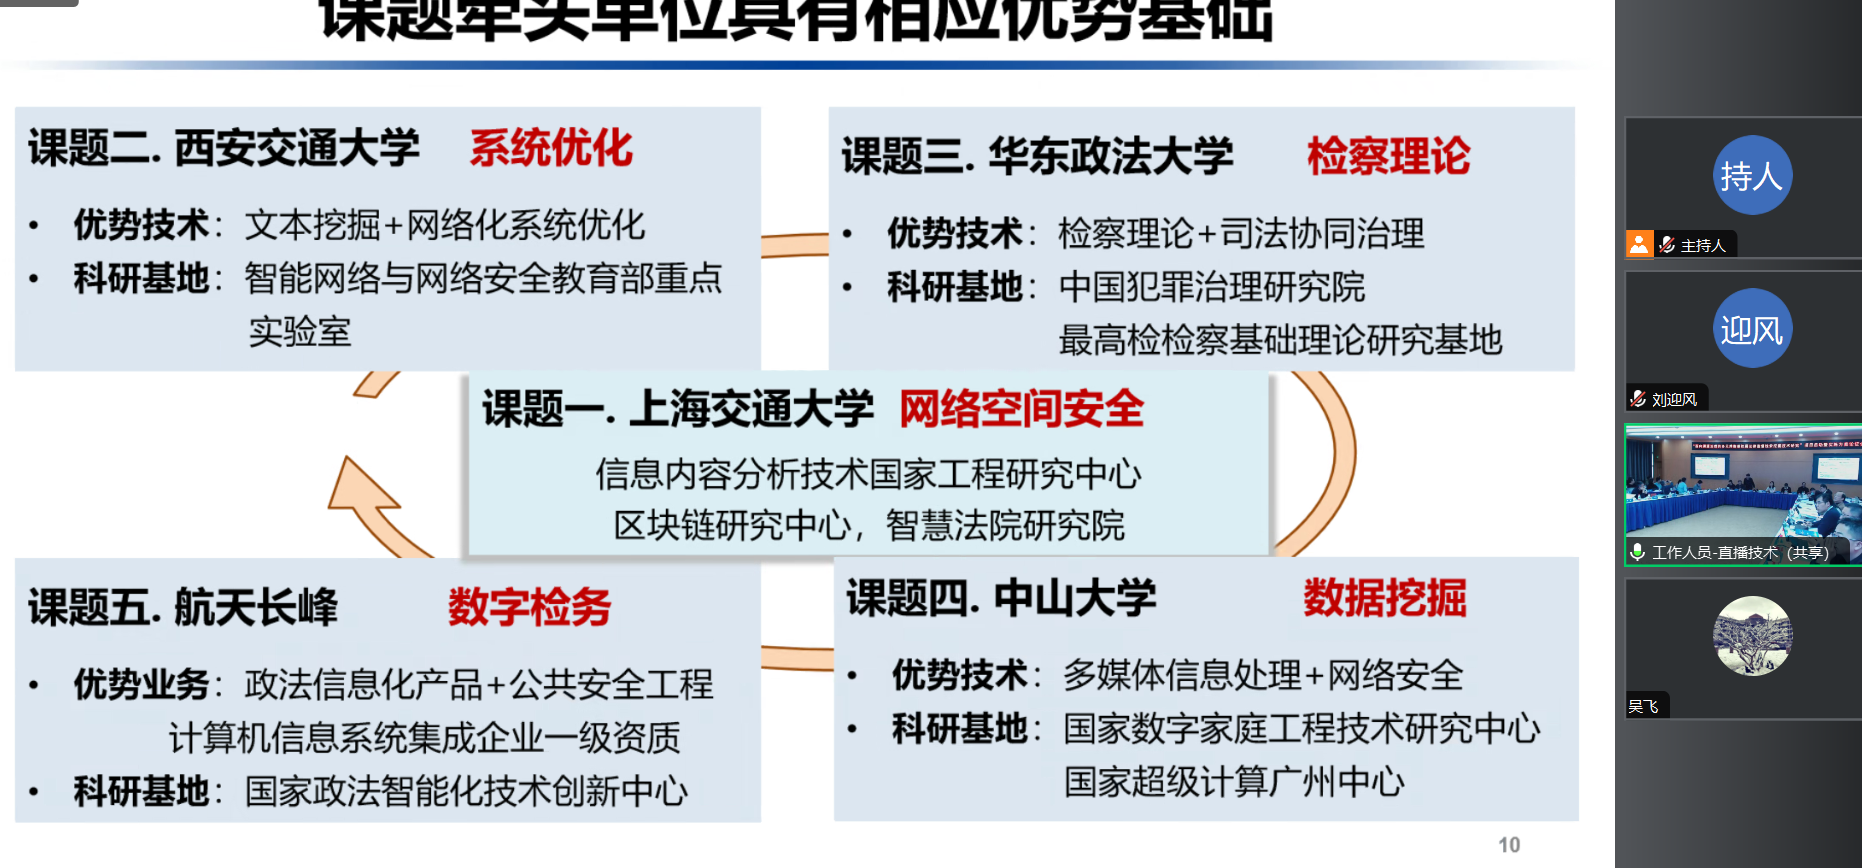 课题牵头单位具有相应优势基础
课题二. 西安交通大学 系统优化
• 优势技术：文本挖掘+网络化系统优化
• 科研基地：智能网络与网络安全教育部重点
实验室
课题三. 华东政法大学 检察理论
• 优势技术：检察理论+司法协同治理
• 科研基地：中国犯罪治理研究院
最高检检察基础理论研究基地
课题一. 上海交通大学 网络空间安全
信息内容分析技术国家工程研究中心
区块链研究中心，智慧法院研究院
课题五. 航天长峰 数字检务
• 优势业务：政法信息化产品+公共安全工程
计算机信息系统集成企业一级资质
• 科研基地：国家政法智能化技术创新中心
课题四. 中山大学 数据挖掘
• 优势技术：多媒体信息处理+网络安全
• 科研基地：国家数字家庭工程技术研究中心
国家超级计算广州中心
10
持人
主持人
迎风
刘迎风
工作人员-直播技术（共享）
吴飞